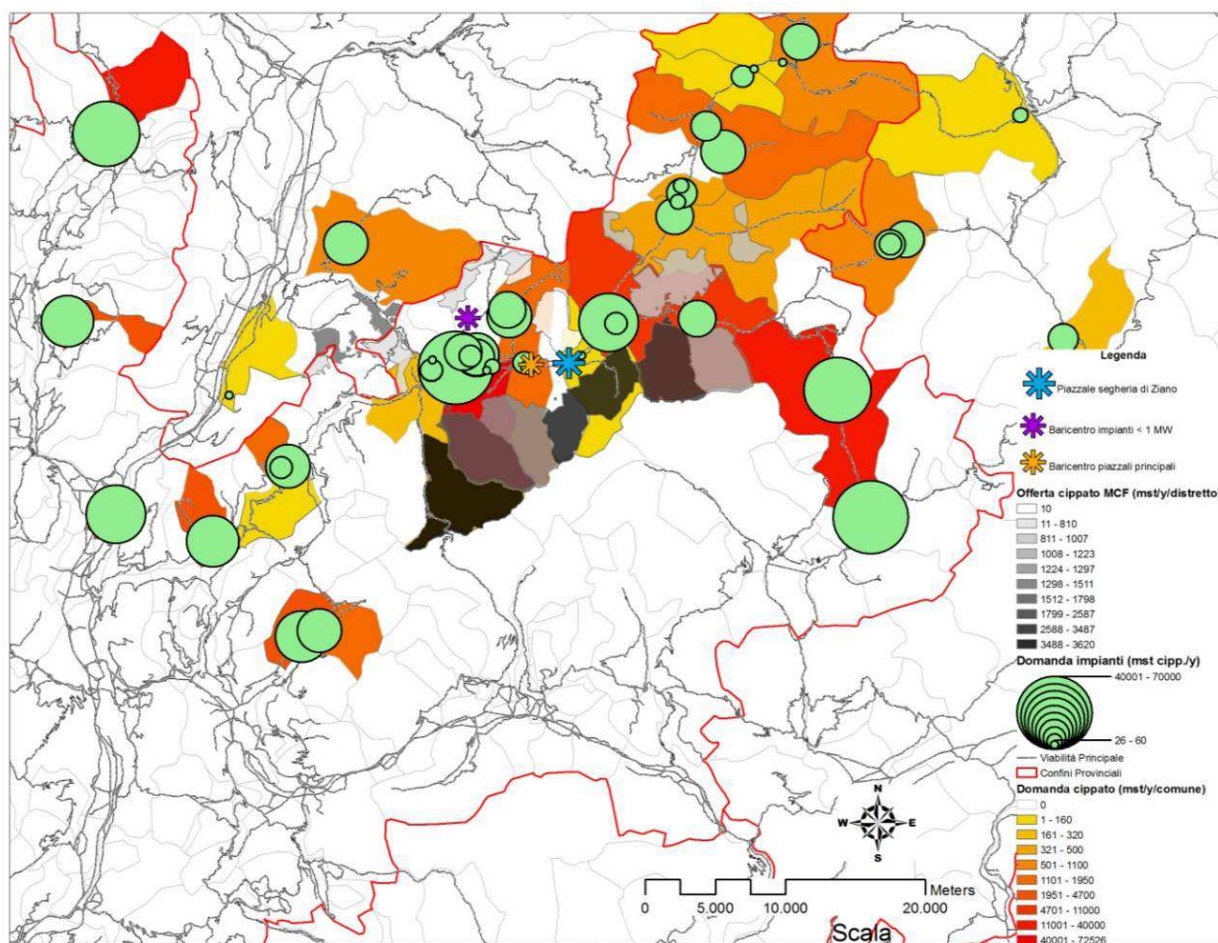 Legenda
Piazzale segheria di Ziano
Baricentro impianti < 1 MW
Baricentro piazzali principali
Offerta cippato MCF (mst/y/distretto)
10
11 - 810
811 - 1007
1008 - 1223
1224 - 1297
1298 - 1511
1512 - 1798
1799 - 2587
2588 - 3487
3488 - 3620
Domanda impianti (mst cipp./y)
40001 - 70000
26 - 60
Viabilità Principale
Confini Provinciali
Domanda cippato (mst/y/comune)
0
1 - 160
161 - 320
321 - 500
501 - 1100
1101 - 1950
1951 - 4700
4701 - 11000
11001 - 40000
40001 - 72526
N
W E
S
Meters
0 5.000 10.000 20.000
Scala